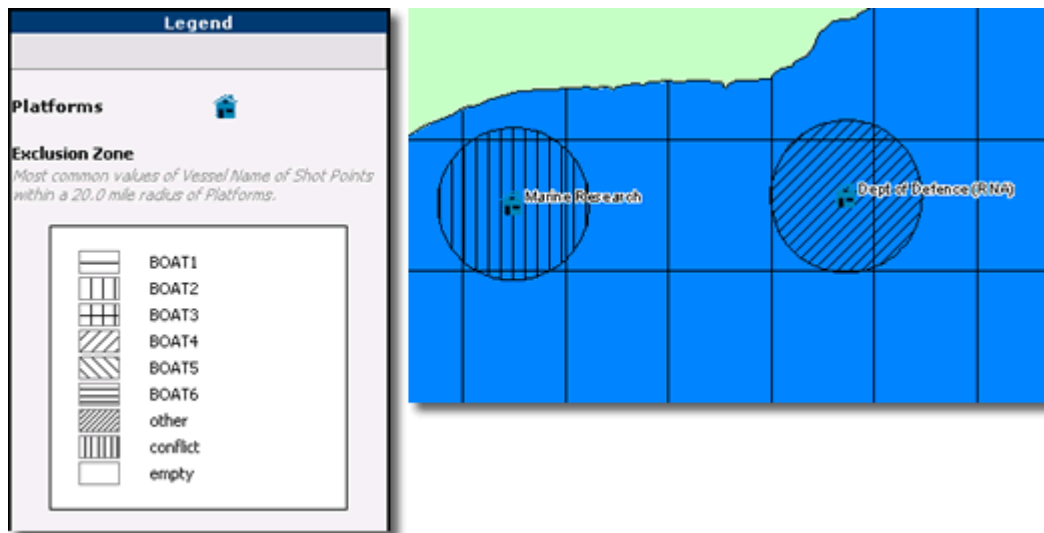 Legend
Platforms
Exclusion Zone
Most common values of Vessel Name of Shot Points
within a 20.0 mile radius of Platforms.
BOAT1
BOAT2
BOAT3
BOAT4
BOAT5
BOAT6
other
conflict
empty
Marine Research
Dept of Defence (RNA)